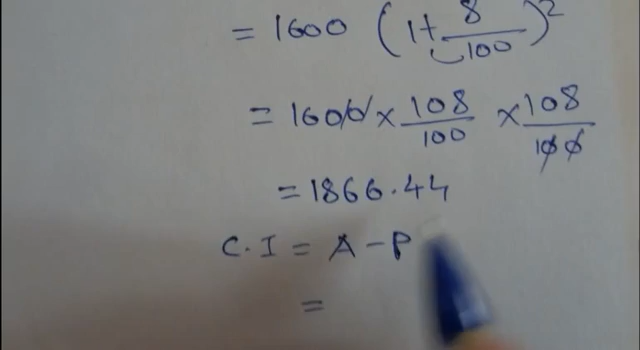 = 1600 (1+ 8/100)²
= 1600 × 108/100 × 108/100
= 1866.44
C.I = A - P
=